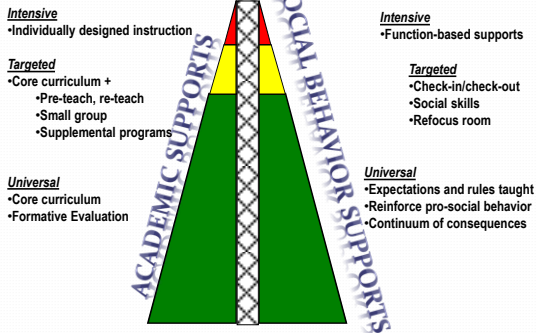 Intensive
•Individually designed instruction
Targeted
•Core curriculum +
•Pre-teach, re-teach
•Small group
•Supplemental programs
Universal
•Core curriculum
•Formative Evaluation
ACADEMIC SUPPORTS
SOCIAL BEHAVIOR SUPPORTS
Intensive
•Function-based supports
Targeted
•Check-in/check-out
•Social skills
•Refocus room
Universal
•Expectations and rules taught
•Reinforce pro-social behavior
•Continuum of consequences